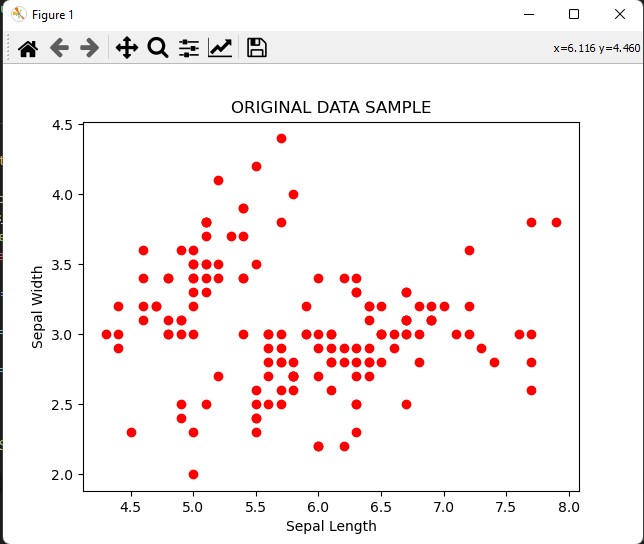 Figure 1
x=6.116 y=4.460
ORIGINAL DATA SAMPLE
4.5
4.0
3.5
3.0
2.5
2.0
Sepal Width
4.5 5.0 5.5 6.0 6.5 7.0 7.5 8.0
Sepal Length